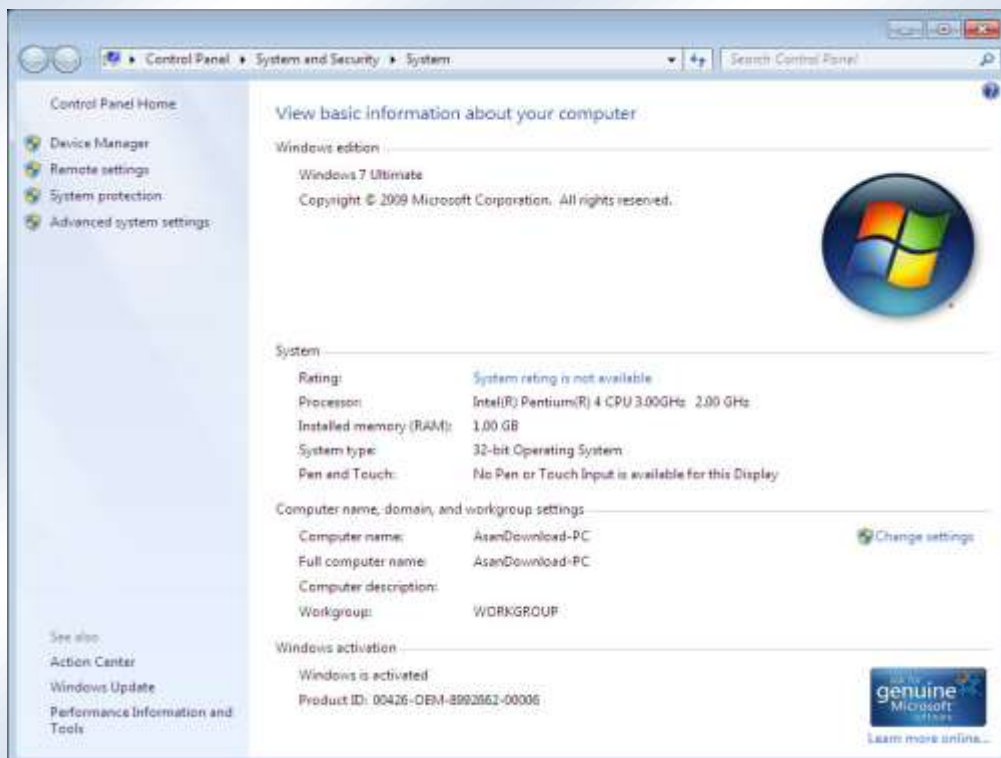 Control Panel ▸ System and Security ▸ System
Search Control Panel
Control Panel Home
Device Manager
Remote settings
System protection
Advanced system settings
View basic information about your computer
Windows edition
Windows 7 Ultimate
Copyright © 2009 Microsoft Corporation. All rights reserved.
System
Rating: System rating is not available
Processor: Intel(R) Pentium(R) 4 CPU 3.00GHz 2.00 GHz
Installed memory (RAM): 1.00 GB
System type: 32-bit Operating System
Pen and Touch: No Pen or Touch Input is available for this Display
Computer name, domain, and workgroup settings
Computer name: AsanDownload-PC
Change settings
Full computer name: AsanDownload-PC
Computer description:
Workgroup: WORKGROUP
Windows activation
Windows is activated
Product ID: 00426-OEM-8992662-00006
See also
Action Center
Windows Update
Performance Information and
Tools
ask for
genuine
Microsoft
software
Learn more online...